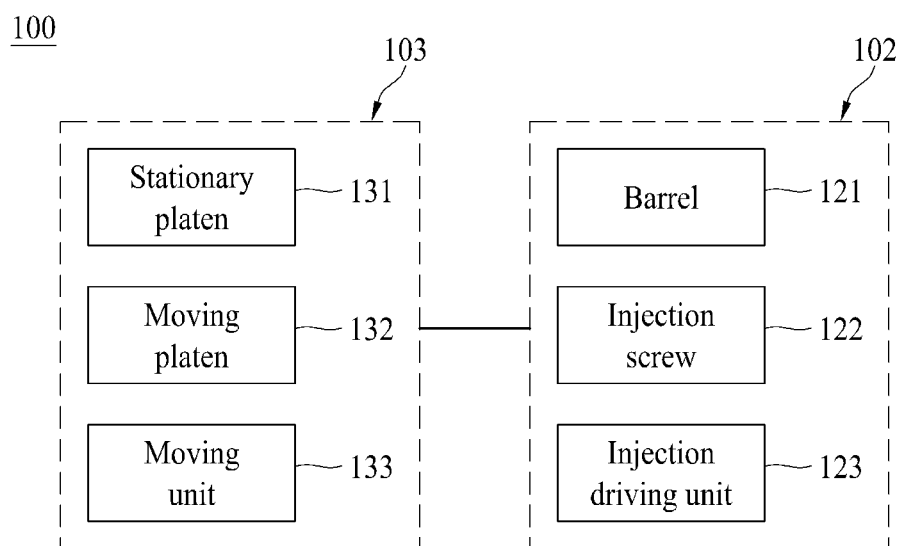 100
103
102
Stationary
platen
131
Barrel
121
Moving
platen
132
Injection
screw
122
Moving
unit
133
Injection
driving unit
123